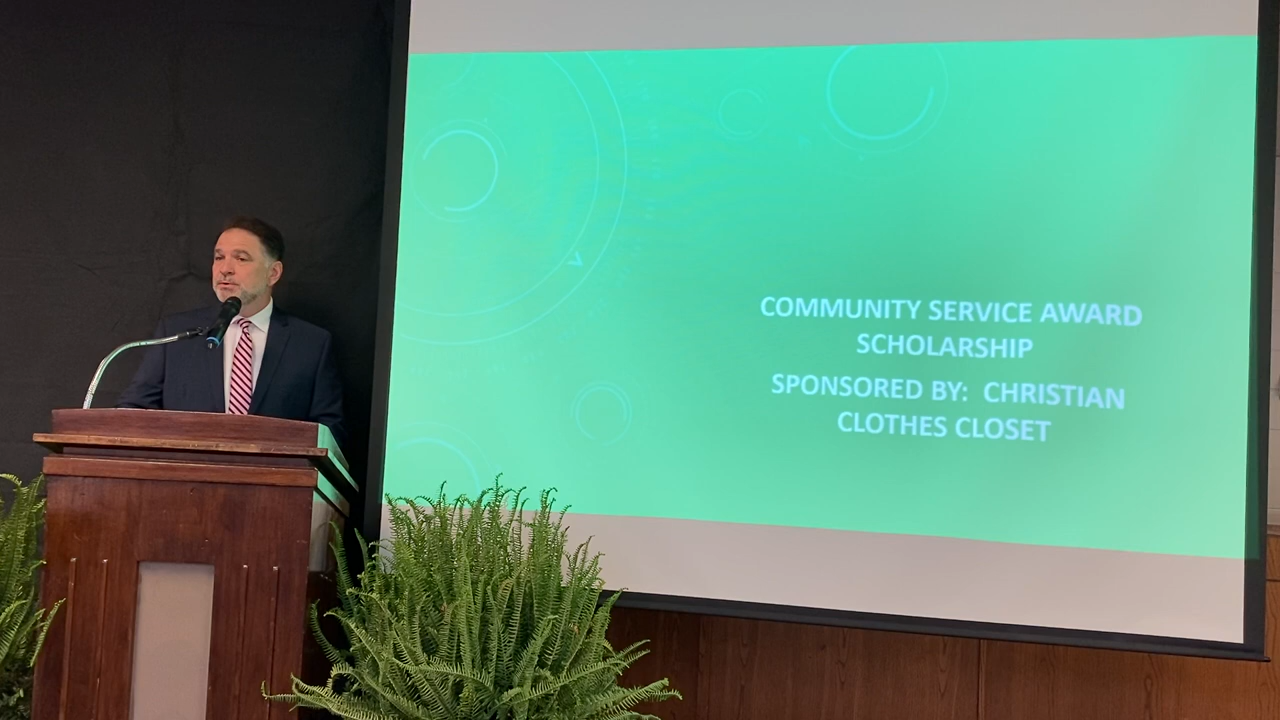 COMMUNITY SERVICE AWARD
SCHOLARSHIP
SPONSORED BY:  CHRISTIAN
CLOTHES CLOSET